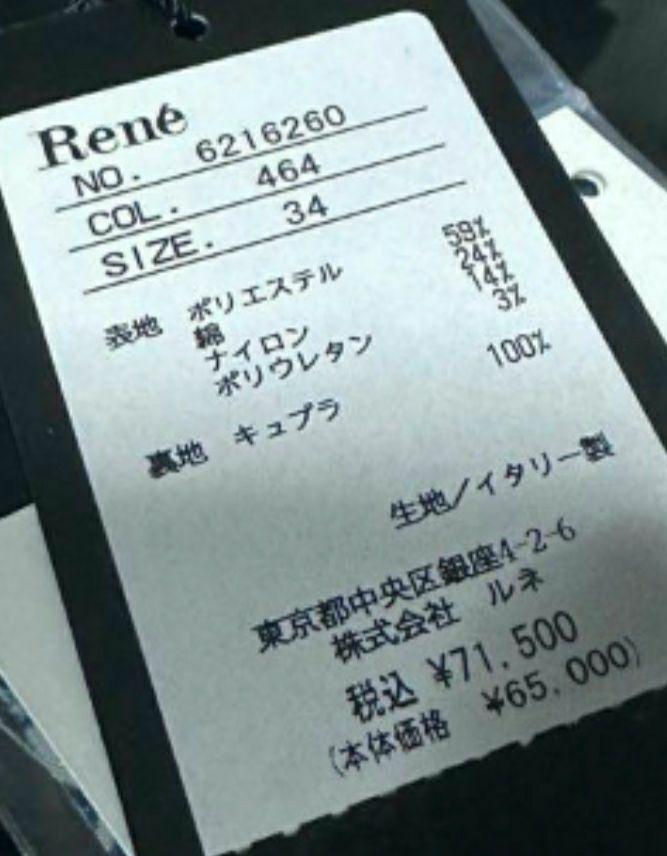 René
NO. 6216260
COL. 464
SIZE. 34
表地 ポリエステル 59%
綿 24%
ナイロン 14%
ポリウレタン 3%
裏地 キュプラ 100%
生地/イタリー製
東京都中央区銀座4-2-6
株式会社 ルネ
税込 ¥71,500
(本体価格 ¥65,000)